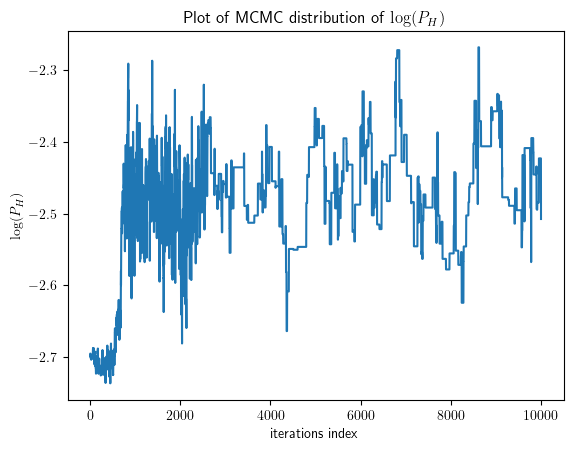 Plot of MCMC distribution of log(P_H)
log(P_H)
−2.3
−2.4
−2.5
−2.6
−2.7
0 2000 4000 6000 8000 10000
iterations index